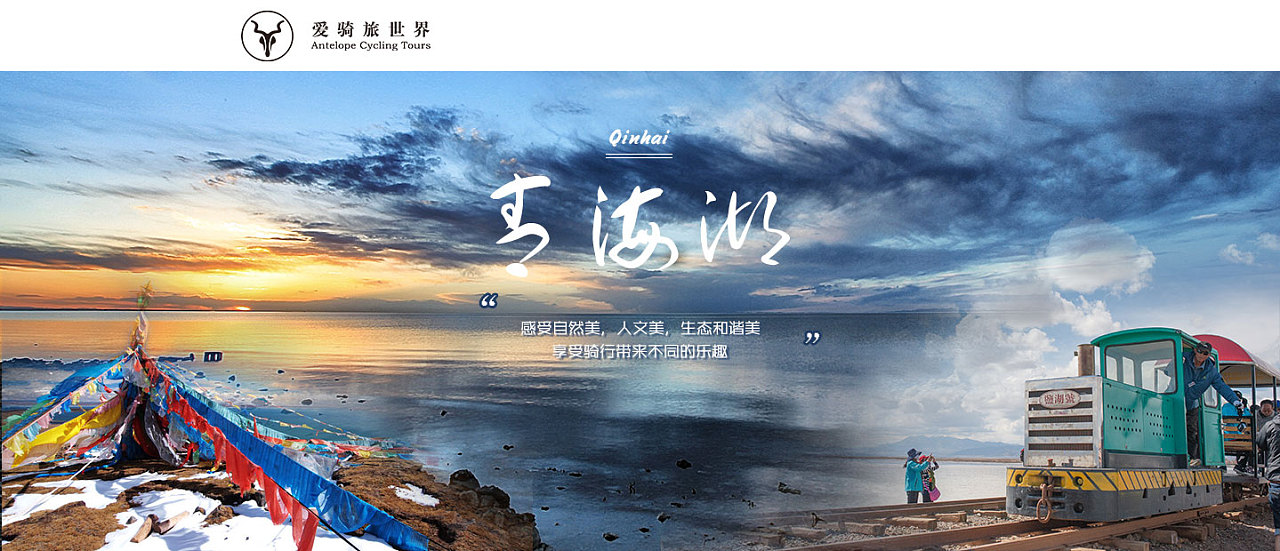 爱骑旅世界
Antelope Cycling Tours
Qinhai
青海湖
“
感受自然美，人文美，生态和谐美
享受骑行带来不同的乐趣
”
鹽湖號